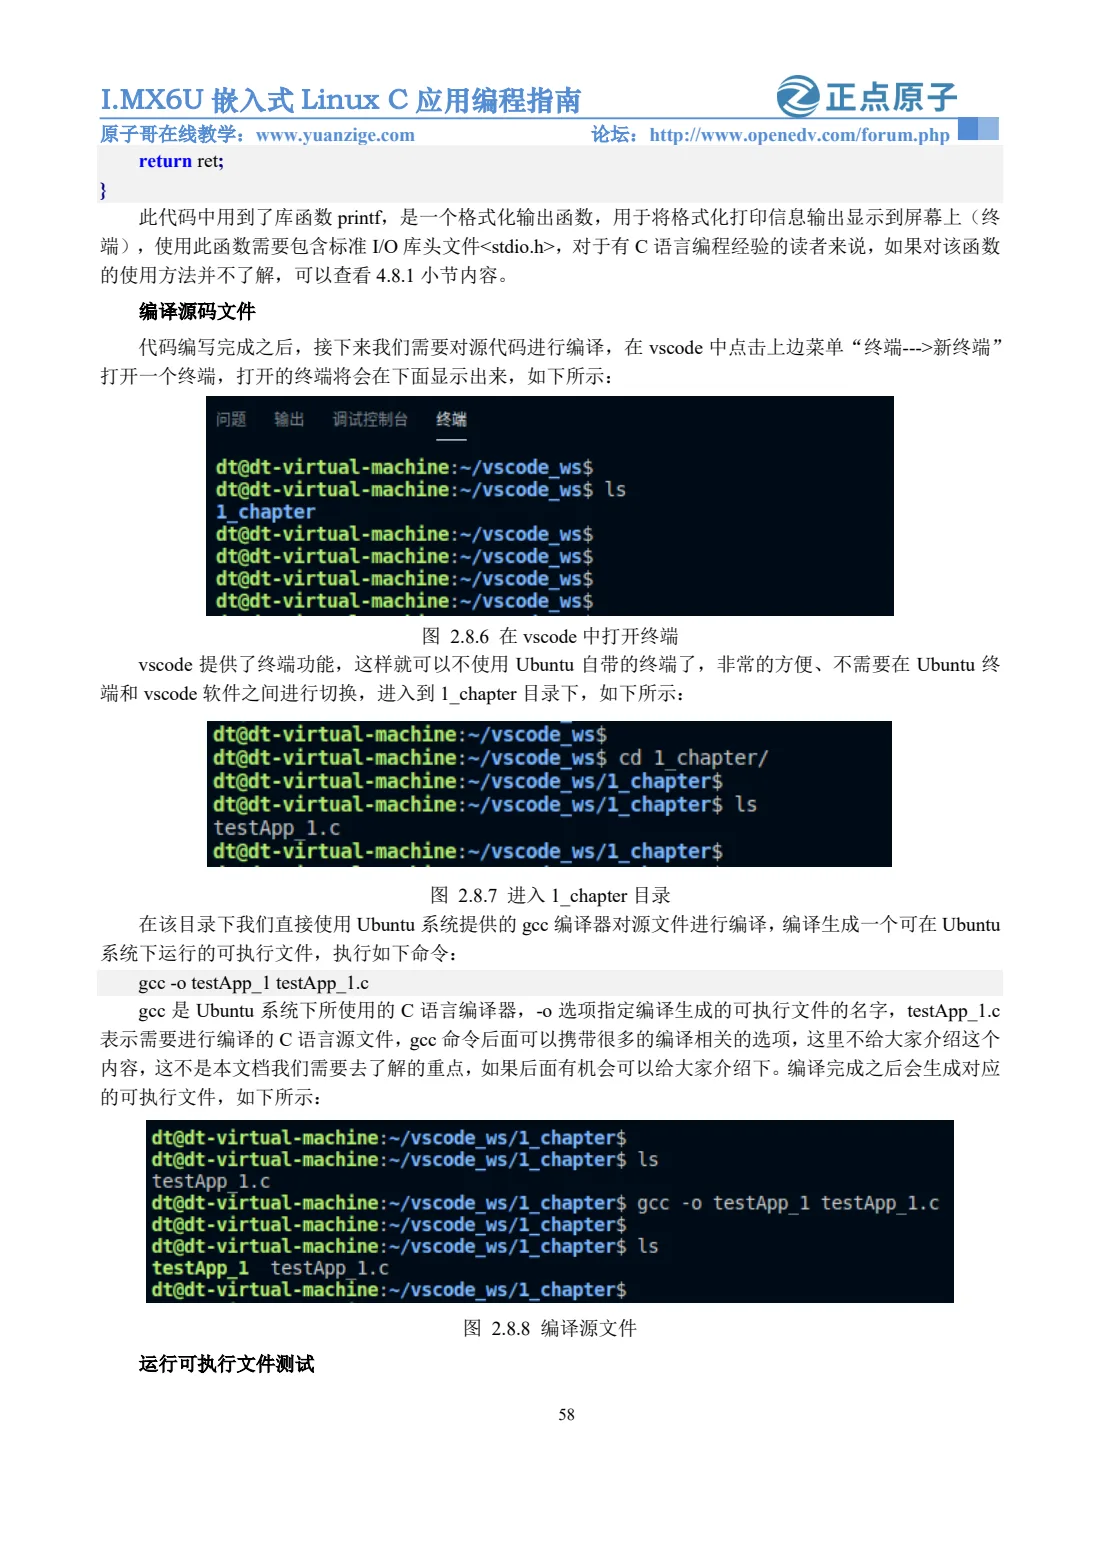 I.MX6U 嵌入式 Linux C 应用编程指南
正点原子
原子哥在线教学：www.yuanzige.com 论坛：http://www.openedv.com/forum.php
return ret;
}
此代码中用到了库函数 printf，是一个格式化输出函数，用于将格式化打印信息输出显示到屏幕上（终
端），使用此函数需要包含标准 I/O 库头文件<stdio.h>，对于有 C 语言编程经验的读者来说，如果对该函数
的使用方法并不了解，可以查看 4.8.1 小节内容。
编译源码文件
代码编写完成之后，接下来我们需要对源代码进行编译，在 vscode 中点击上边菜单“终端--->新终端”
打开一个终端，打开的终端将会在下面显示出来，如下所示：
问题 输出 调试控制台 终端
dt@dt-virtual-machine:~/vscode_ws$
dt@dt-virtual-machine:~/vscode_ws$ ls
1_chapter
dt@dt-virtual-machine:~/vscode_ws$
dt@dt-virtual-machine:~/vscode_ws$
dt@dt-virtual-machine:~/vscode_ws$
dt@dt-virtual-machine:~/vscode_ws$
图 2.8.6 在 vscode 中打开终端
vscode 提供了终端功能，这样就可以不使用 Ubuntu 自带的终端了，非常的方便、不需要在 Ubuntu 终
端和 vscode 软件之间进行切换，进入到 1_chapter 目录下，如下所示：
dt@dt-virtual-machine:~/vscode_ws$
dt@dt-virtual-machine:~/vscode_ws$ cd 1_chapter/
dt@dt-virtual-machine:~/vscode_ws/1_chapter$
dt@dt-virtual-machine:~/vscode_ws/1_chapter$ ls
testApp_1.c
dt@dt-virtual-machine:~/vscode_ws/1_chapter$
图 2.8.7 进入 1_chapter 目录
在该目录下我们直接使用 Ubuntu 系统提供的 gcc 编译器对源文件进行编译，编译生成一个可在 Ubuntu
系统下运行的可执行文件，执行如下命令：
gcc -o testApp_1 testApp_1.c
gcc 是 Ubuntu 系统下所使用的 C 语言编译器，-o 选项指定编译生成的可执行文件的名字，testApp_1.c
表示需要进行编译的 C 语言源文件，gcc 命令后面可以携带很多的编译相关的选项，这里不给大家介绍这个
内容，这不是本文档我们需要去了解的重点，如果后面有机会可以给大家介绍下。编译完成之后会生成对应
的可执行文件，如下所示：
dt@dt-virtual-machine:~/vscode_ws/1_chapter$
dt@dt-virtual-machine:~/vscode_ws/1_chapter$ ls
testApp_1.c
dt@dt-virtual-machine:~/vscode_ws/1_chapter$ gcc -o testApp_1 testApp_1.c
dt@dt-virtual-machine:~/vscode_ws/1_chapter$
dt@dt-virtual-machine:~/vscode_ws/1_chapter$ ls
testApp_1 testApp_1.c
dt@dt-virtual-machine:~/vscode_ws/1_chapter$
图 2.8.8 编译源文件
运行可执行文件测试
58